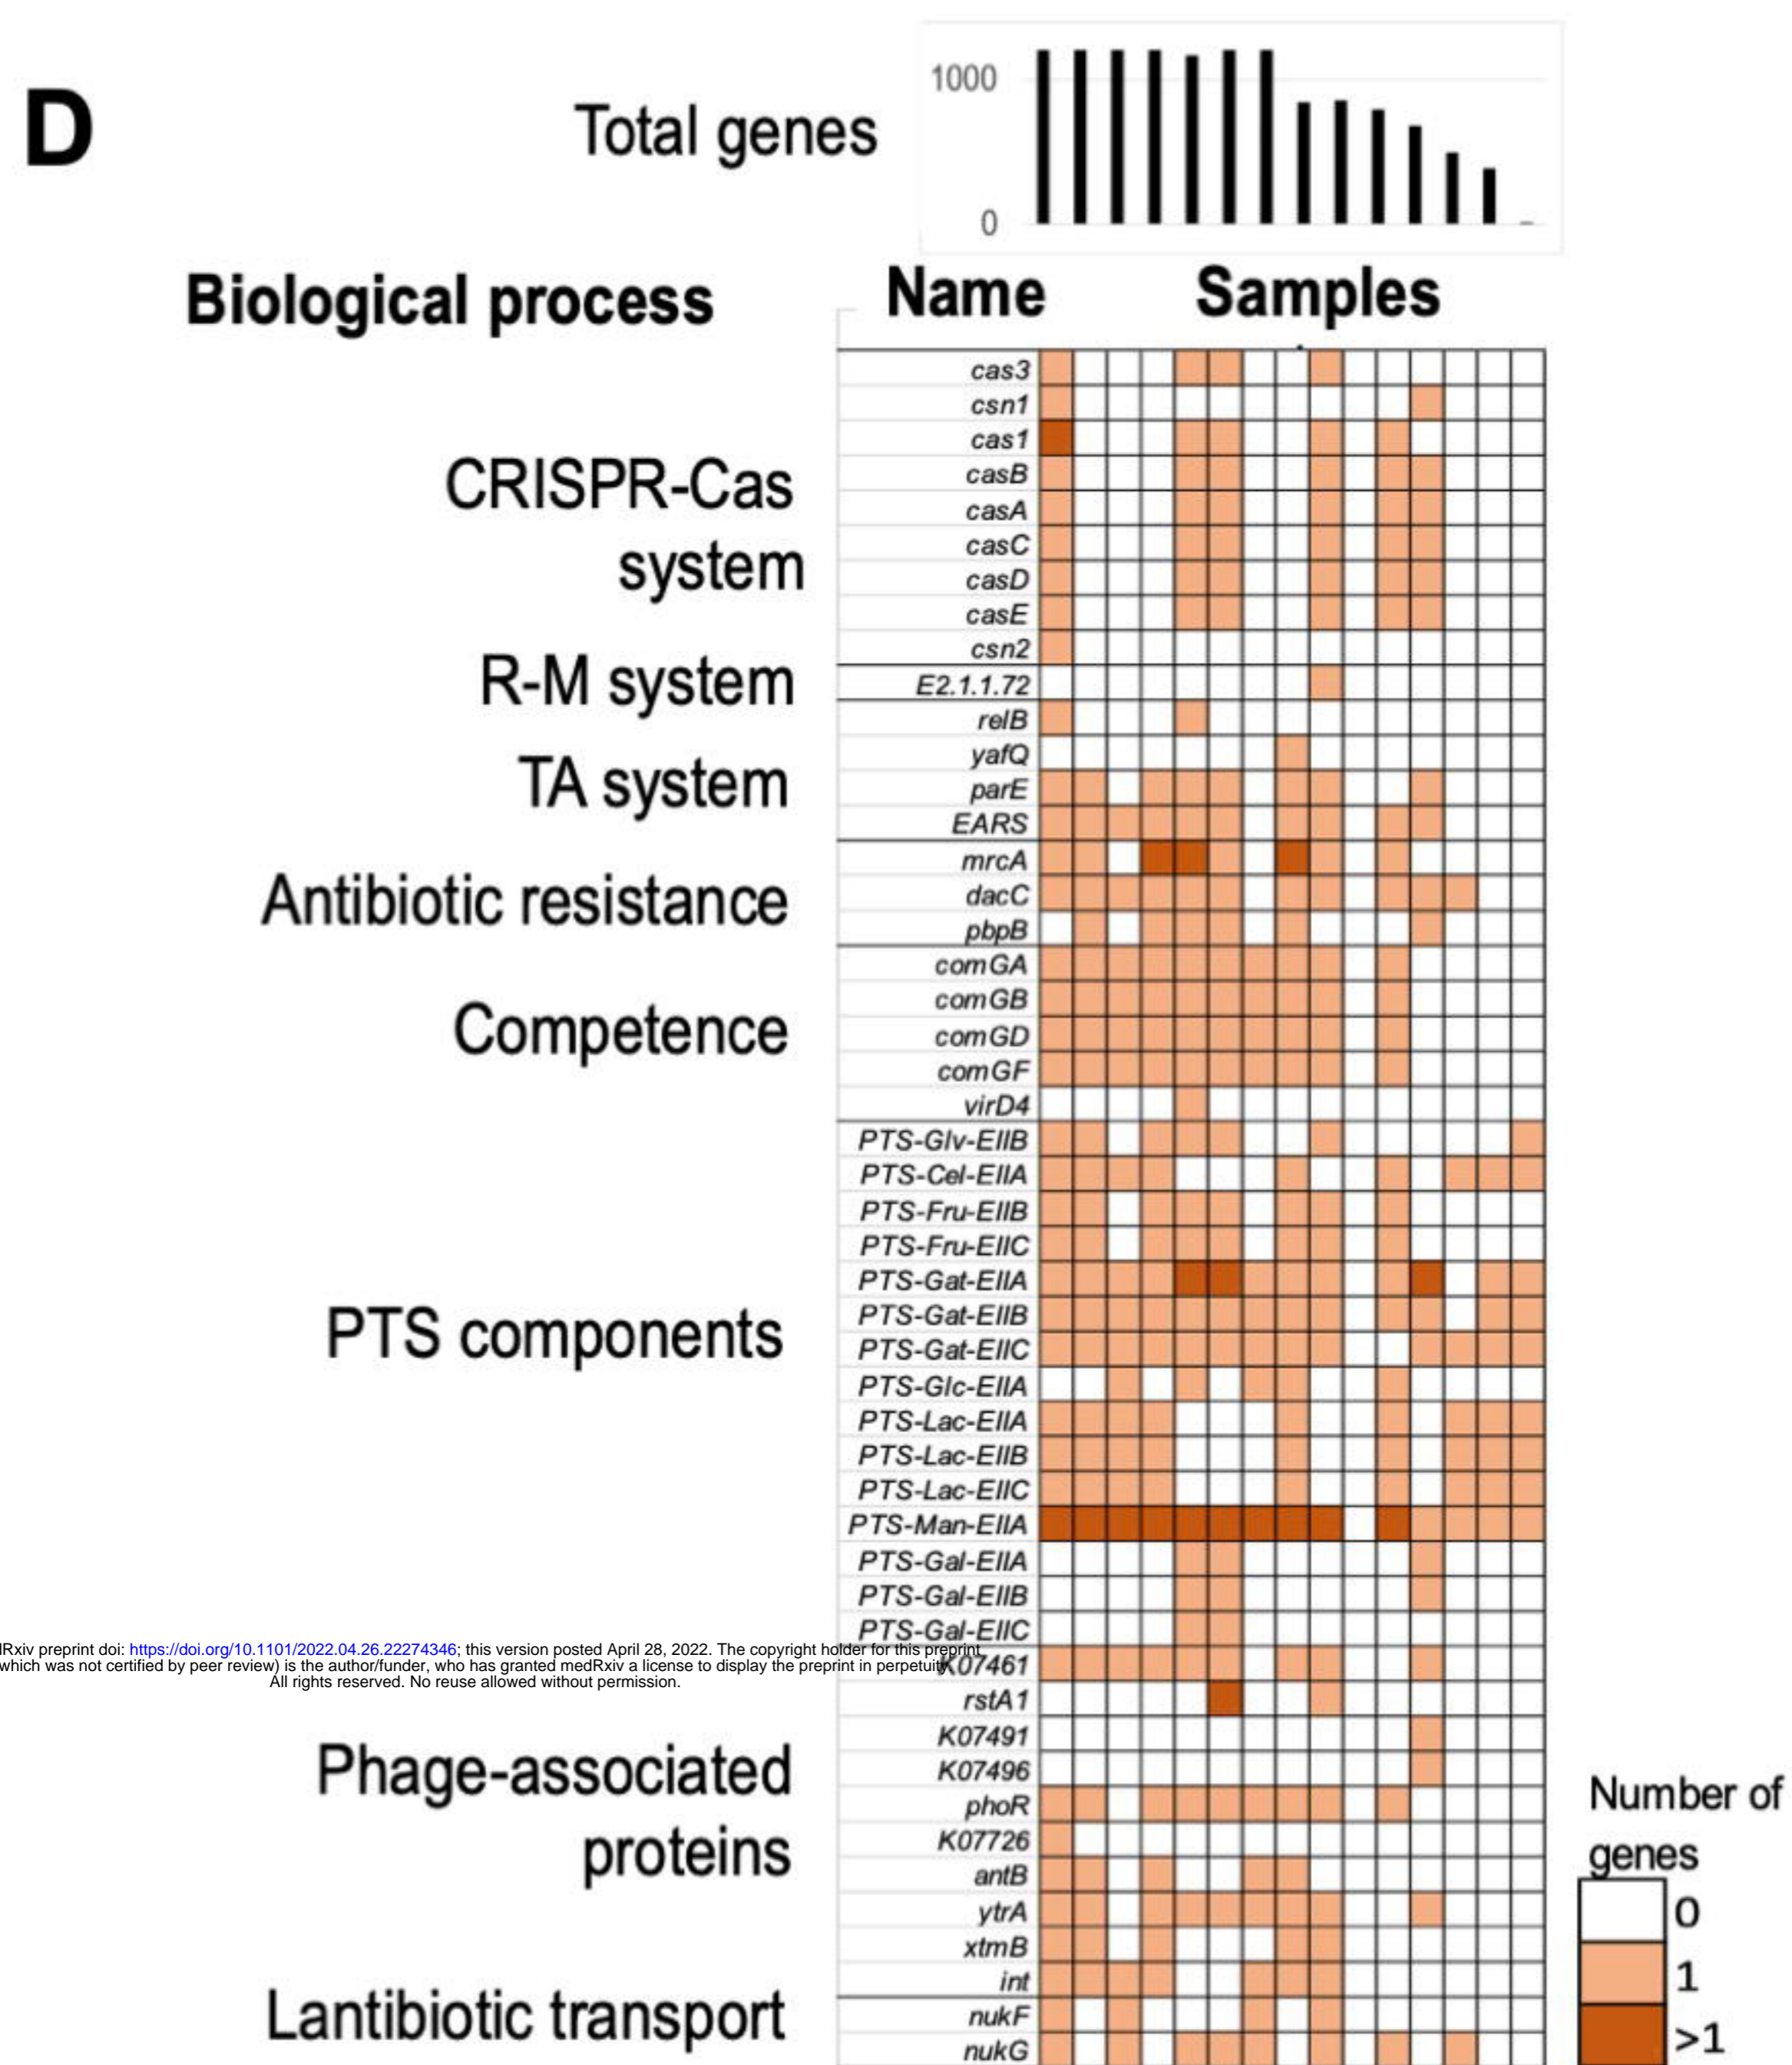 D
Total genes
1000
0
Biological process
Name
Samples
cas3
csn1
cas1
casB
CRISPR-Cas
system
casA
casC
casD
casE
csn2
R-M system
E2.1.1.72
relB
TA system
yafQ
parE
EARS
Antibiotic resistance
mrcA
dacC
pbpB
Competence
comGA
comGB
comGD
comGF
virD4
PTS components
PTS-Glv-EIIB
PTS-Cel-EIIA
PTS-Fru-EIIB
PTS-Fru-EIIC
PTS-Gat-EIIA
PTS-Gat-EIIB
PTS-Gat-EIIC
PTS-Glc-EIIA
PTS-Lac-EIIA
PTS-Lac-EIIB
PTS-Lac-EIIC
PTS-Man-EIIA
PTS-Gal-EIIA
PTS-Gal-EIIB
PTS-Gal-EIIC
Rxiv preprint doi: https://doi.org/10.1101/2022.04.26.22274346; this version posted April 28, 2022. The copyright holder for this preprint
which was not certified by peer review) is the author/funder, who has granted medRxiv a license to display the preprint in perpetuity.
All rights reserved. No reuse allowed without permission.
K07461
rstA1
Phage-associated
proteins
K07491
K07496
phoR
K07726
antB
ytrA
xtmB
int
Lantibiotic transport
nukF
nukG
Number of
genes
0
1
>1